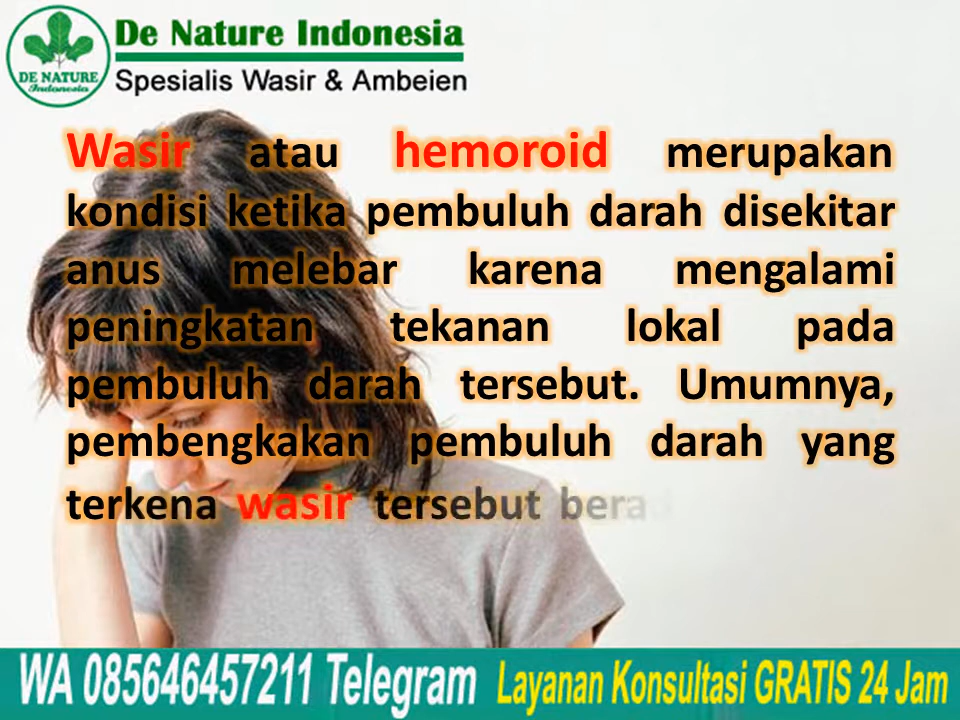 De Nature Indonesia
DE NATURE
Indonesia
Spesialis Wasir & Ambeien
Wasir atau hemoroid merupakan
kondisi ketika pembuluh darah disekitar
anus melebar karena mengalami
peningkatan tekanan lokal pada
pembuluh darah tersebut. Umumnya,
pembengkakan pembuluh darah yang
terkena wasir tersebut bera
WA 085646457211 Telegram Layanan Konsultasi GRATIS 24 Jam